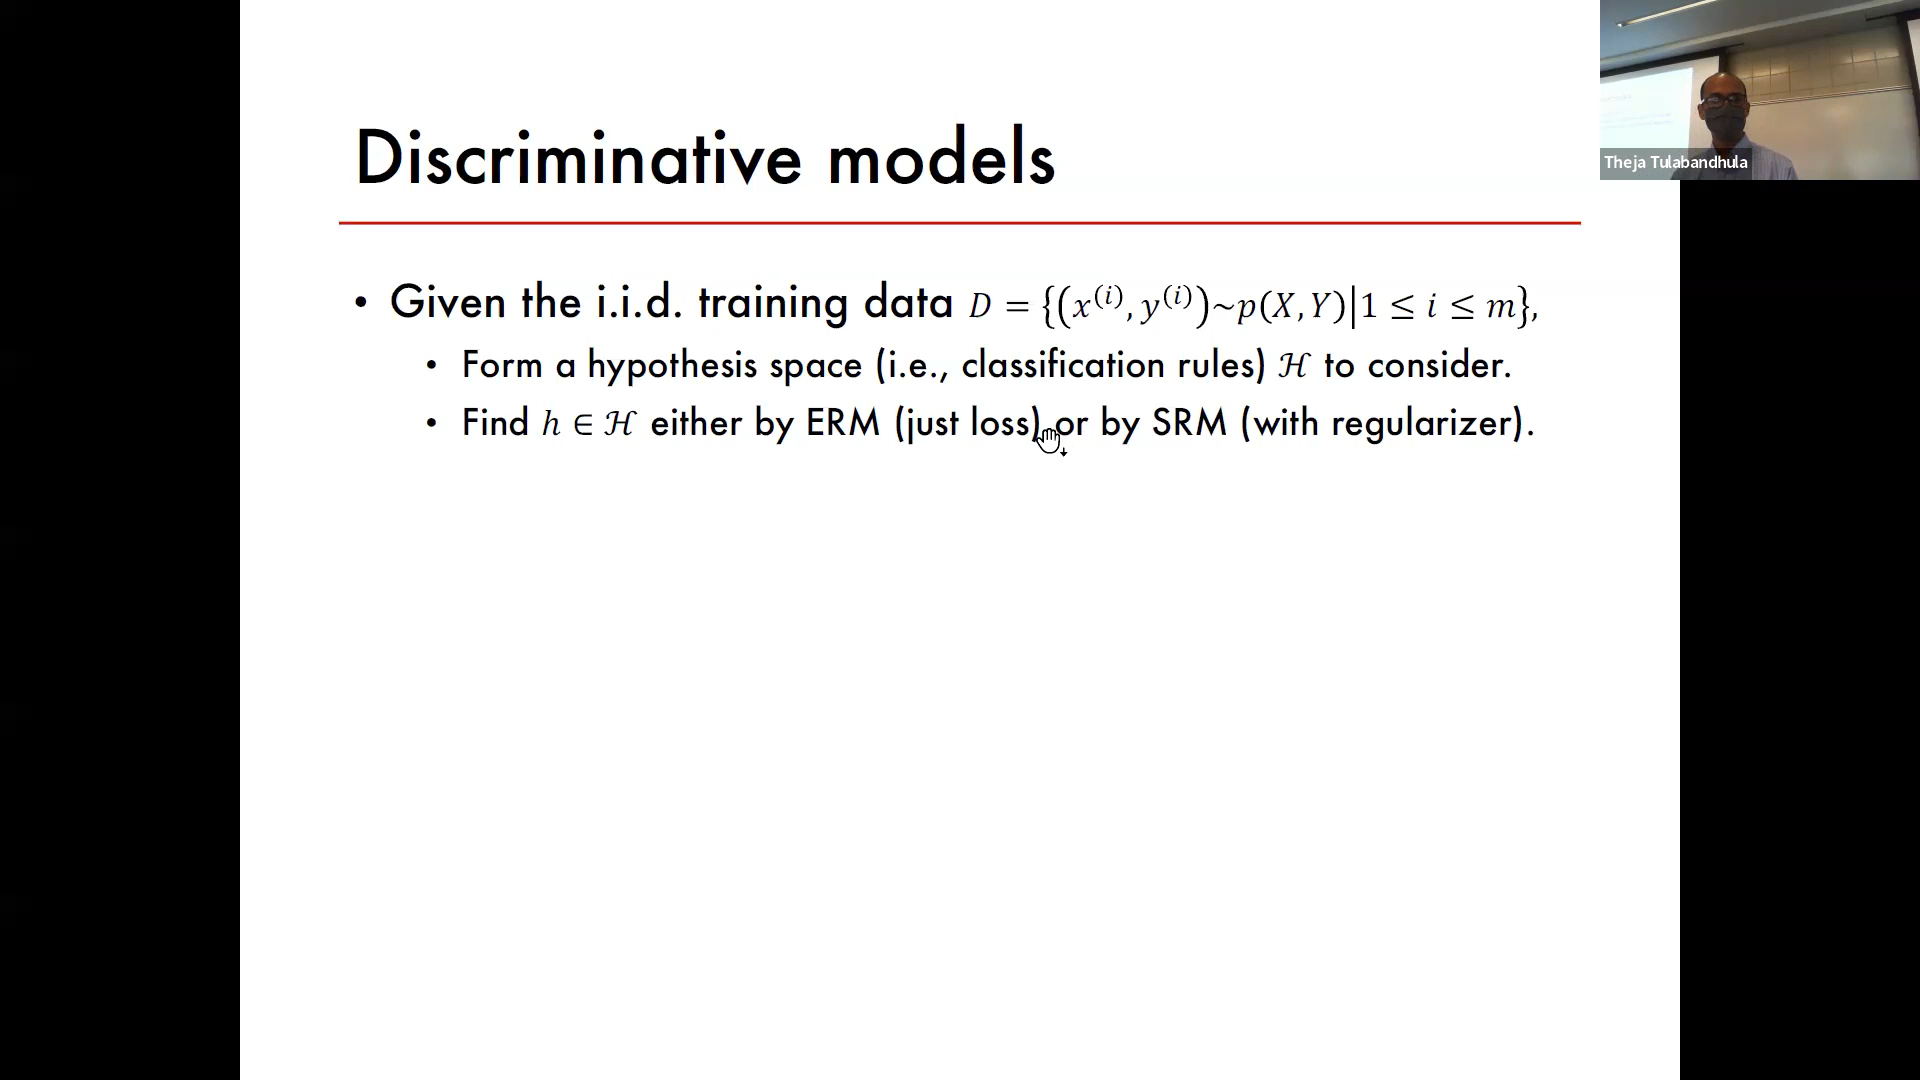 Discriminative models
Theja Tulabandhula
• Given the i.i.d. training data D = {(x^(i), y^(i))~p(X,Y)|1 ≤ i ≤ m},
• Form a hypothesis space (i.e., classification rules) ℋ to consider.
• Find h ∈ ℋ either by ERM (just loss) or by SRM (with regularizer).